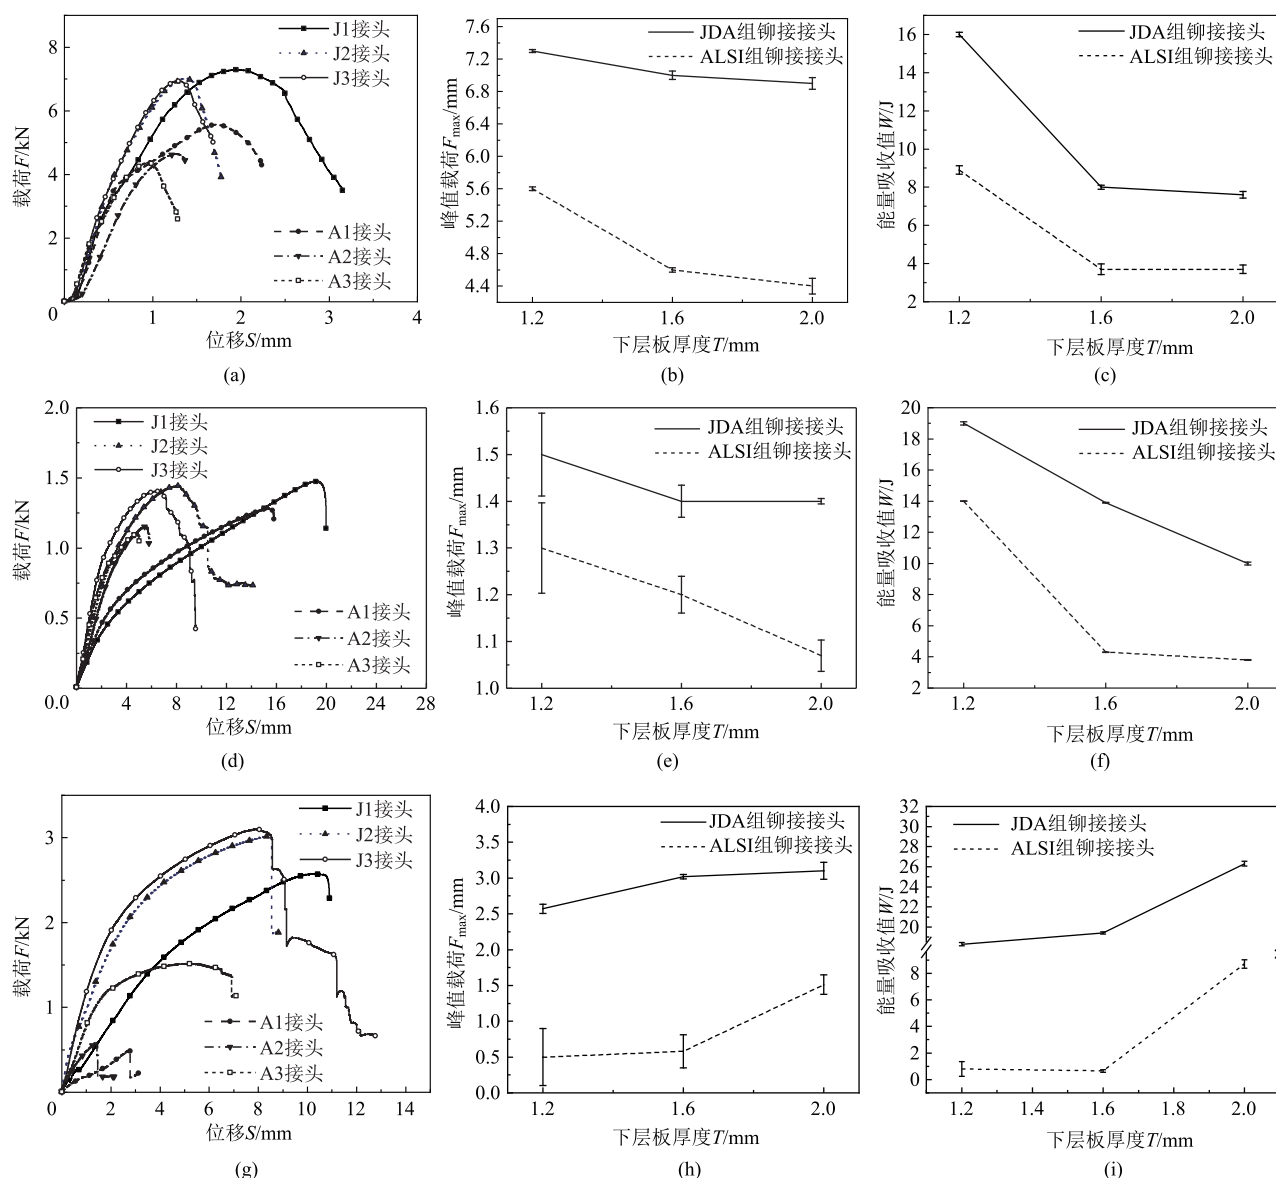 J1接头
J2接头
J3接头
A1接头
A2接头
A3接头
载荷F/kN
8
6
4
2
0
1
2
3
4
位移S/mm
(a)
JDA组铆接接头
ALSI组铆接接头
峰值载荷Fmax/mm
7.6
7.2
6.8
6.4
6.0
5.6
5.2
4.8
4.4
1.2
1.6
2.0
下层板厚度T/mm
(b)
JDA组铆接接头
ALSI组铆接接头
能量吸收值W/J
16
14
12
10
8
6
4
2
1.2
1.6
2.0
下层板厚度T/mm
(c)
J1接头
J2接头
J3接头
A1接头
A2接头
A3接头
载荷F/kN
2.0
1.5
1.0
0.5
0.0
4
8
12
16
20
24
28
位移S/mm
(d)
JDA组铆接接头
ALSI组铆接接头
峰值载荷Fmax/mm
1.6
1.5
1.4
1.3
1.2
1.1
1.0
1.2
1.6
2.0
下层板厚度T/mm
(e)
JDA组铆接接头
ALSI组铆接接头
能量吸收值W/J
20
18
16
14
12
10
8
6
4
2
1.2
1.6
2.0
下层板厚度T/mm
(f)
J1接头
J2接头
J3接头
A1接头
A2接头
A3接头
载荷F/kN
3
2
1
0
2
4
6
8
10
12
14
位移S/mm
(g)
JDA组铆接接头
ALSI组铆接接头
峰值载荷Fmax/mm
4.0
3.5
3.0
2.5
2.0
1.5
1.0
0.5
0.0
1.2
1.6
2.0
下层板厚度T/mm
(h)
JDA组铆接接头
ALSI组铆接接头
能量吸收值W/J
32
30
28
26
24
22
20
8
6
4
2
0
1.2
1.4
1.6
1.8
2.0
下层板厚度T/mm
(i)